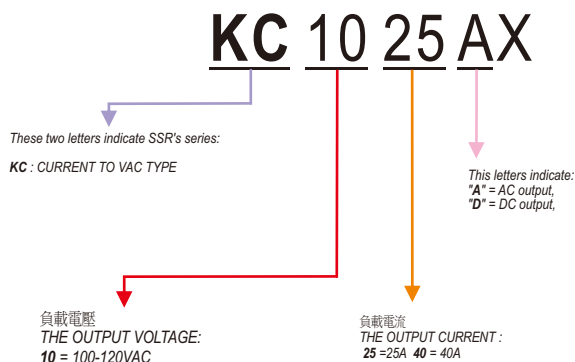 KC 10 25 AX
These two letters indicate SSR's series:
KC : CURRENT TO VAC TYPE
This letters indicate:
"A" = AC output,
"D" = DC output,
負載電壓
THE OUTPUT VOLTAGE:
10 = 100-120VAC
負載電流
THE OUTPUT CURRENT :
25 =25A 40 = 40A